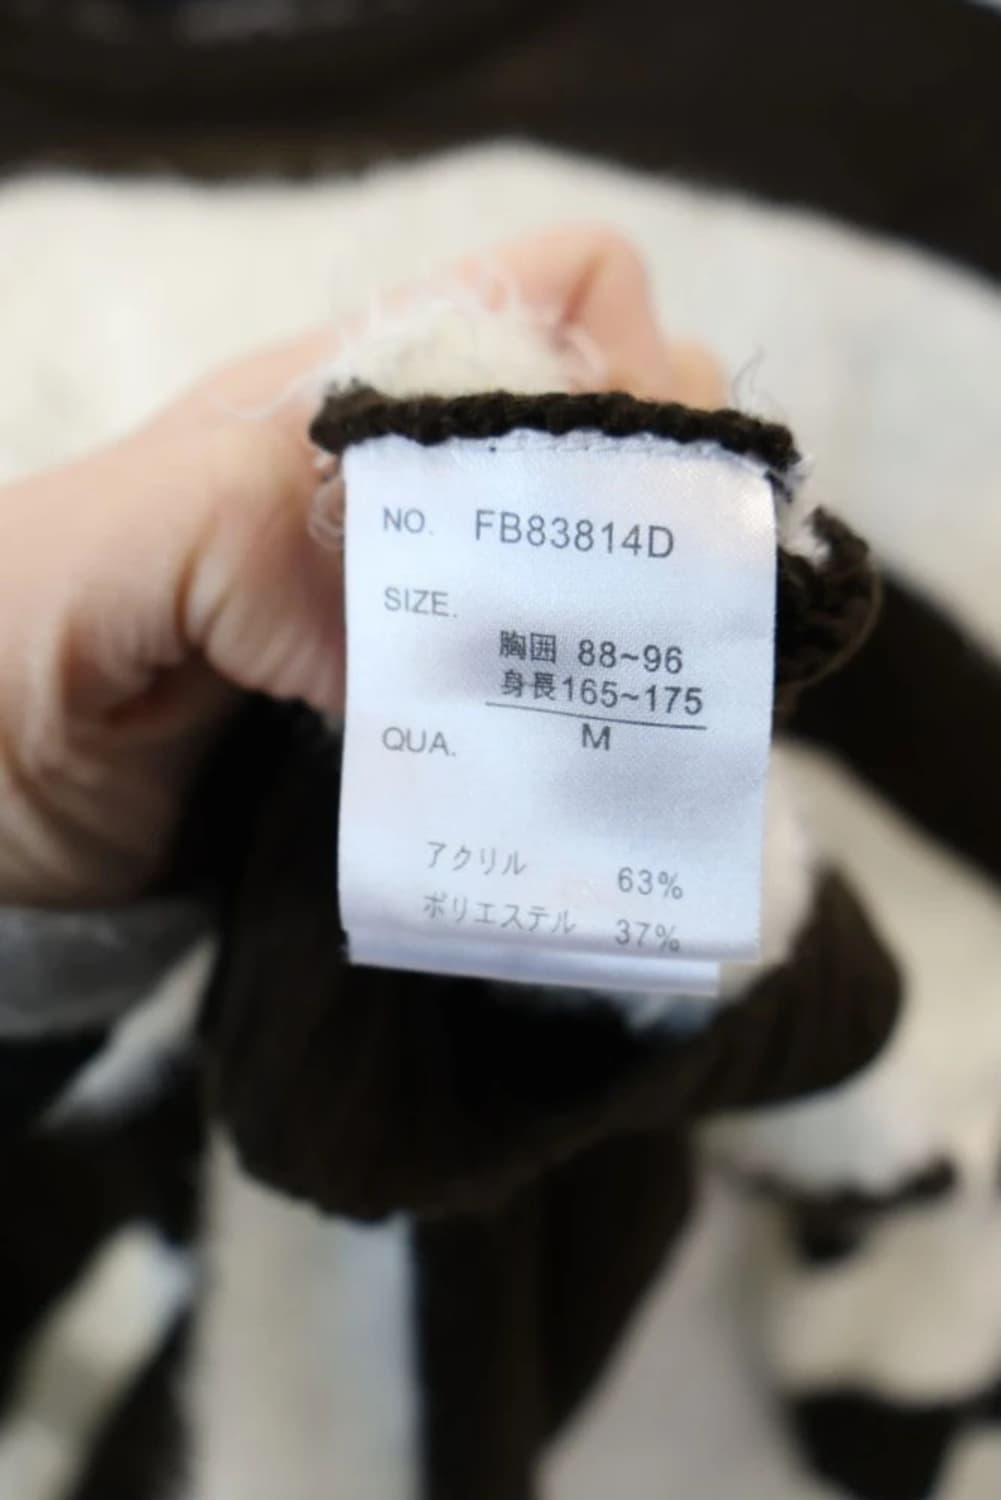 NO. FB83814D
SIZE.
胸囲 88~96
身長165~175
M
QUA.
アクリル 63%
ポリエステル 37%